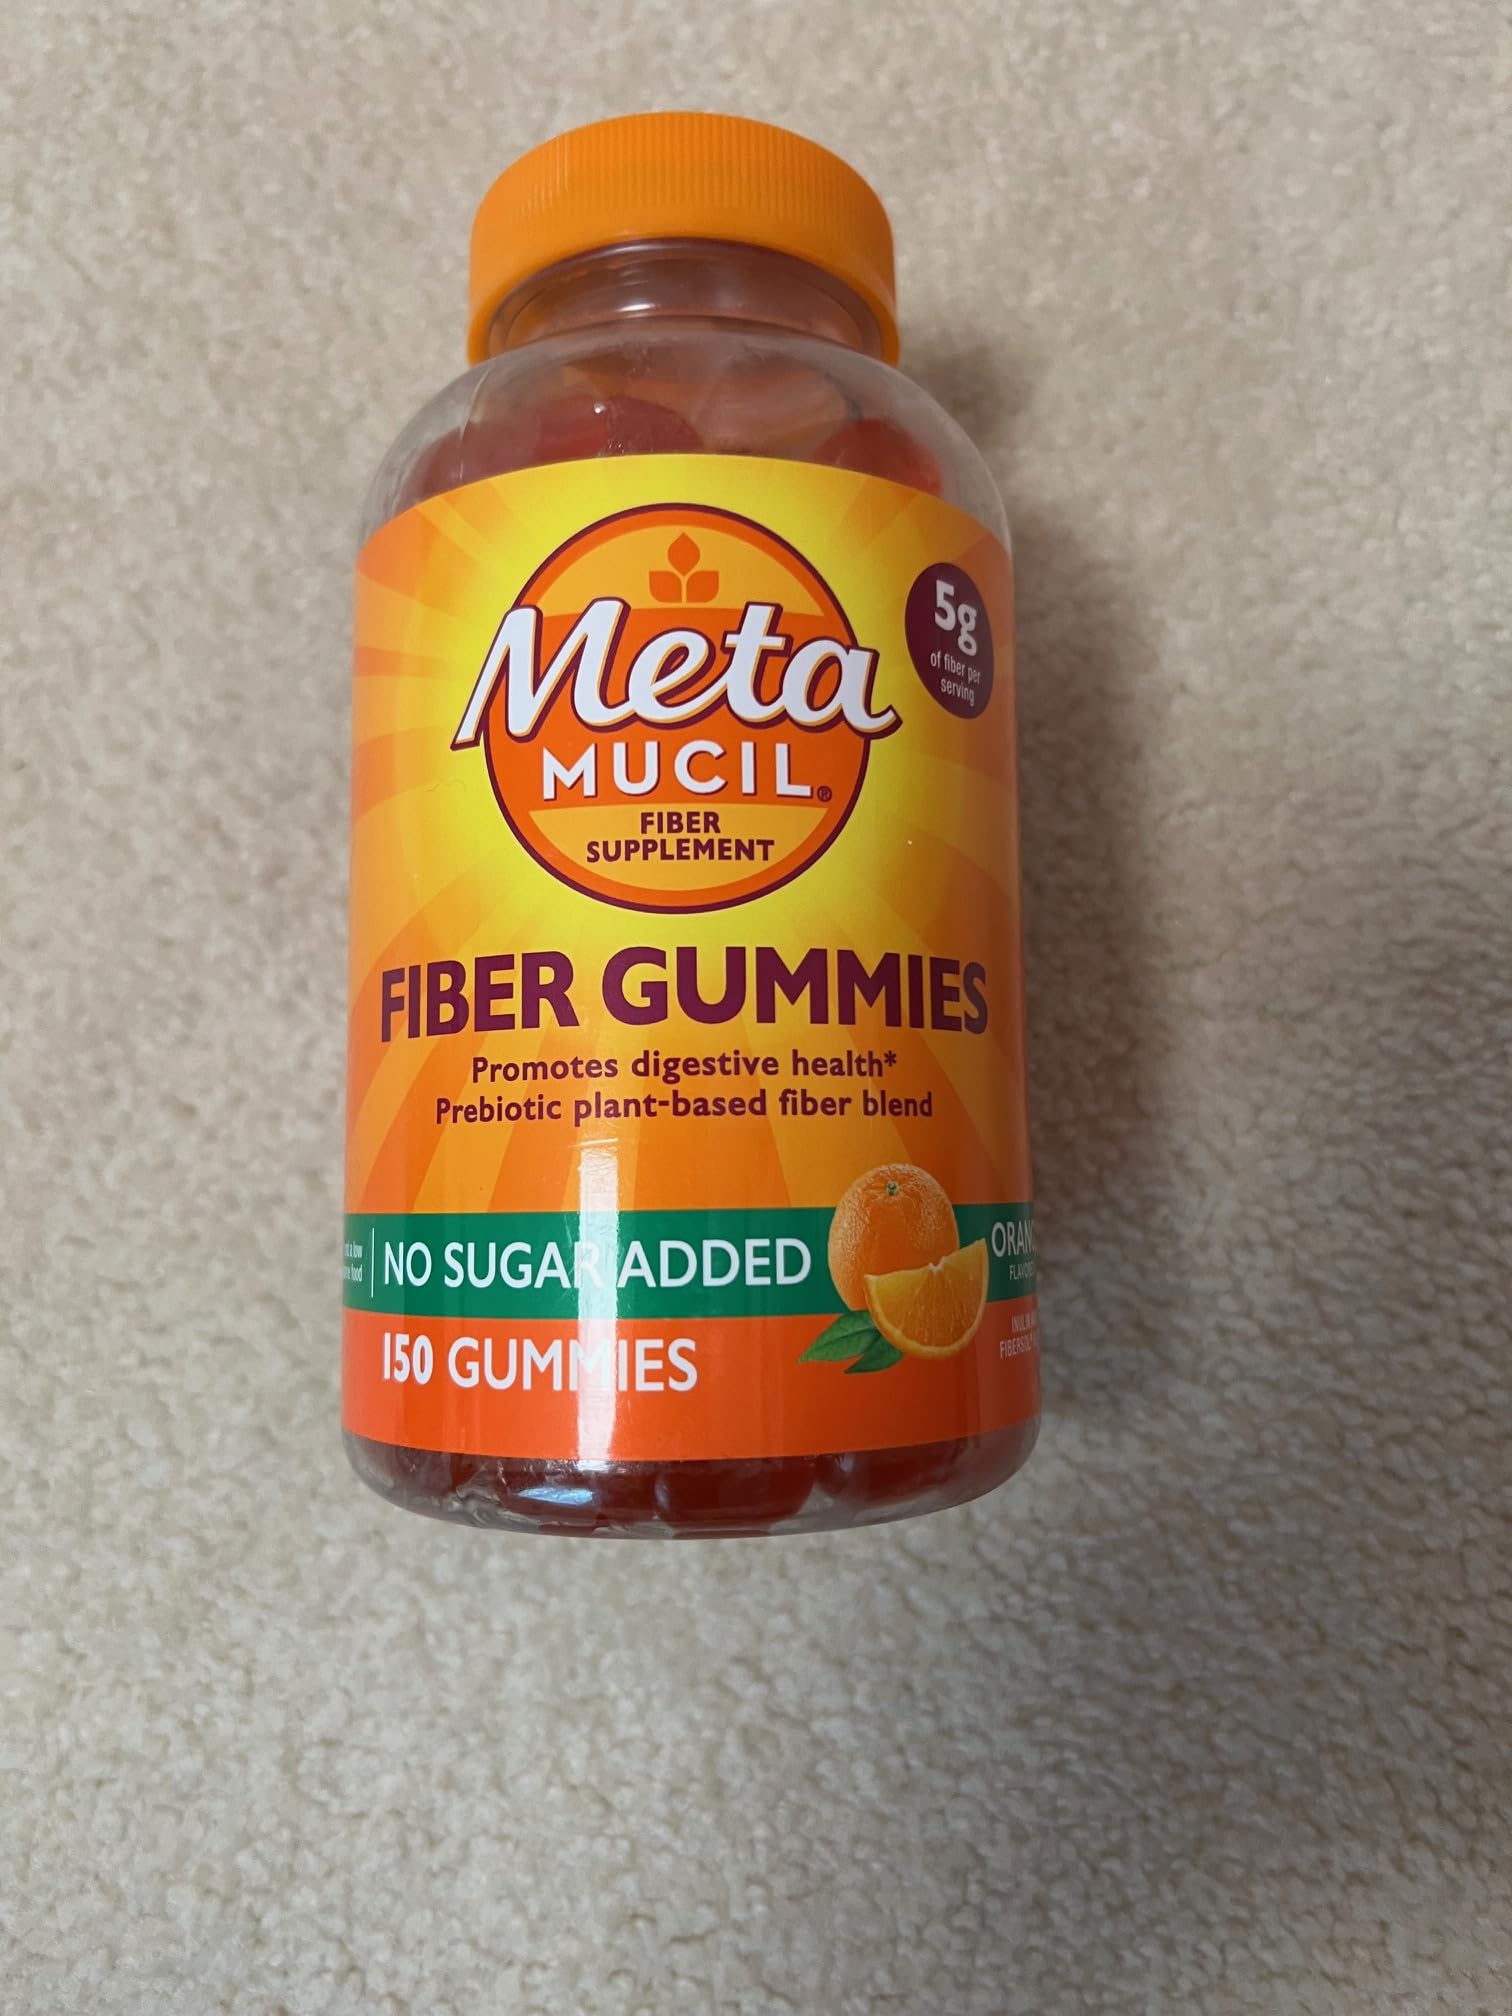 5g
of fiber per
serving
Meta
MUCIL®
FIBER
SUPPLEMENT
FIBER GUMMIES
Promotes digestive health*
Prebiotic plant-based fiber blend
NO SUGAR ADDED
150 GUMMIES